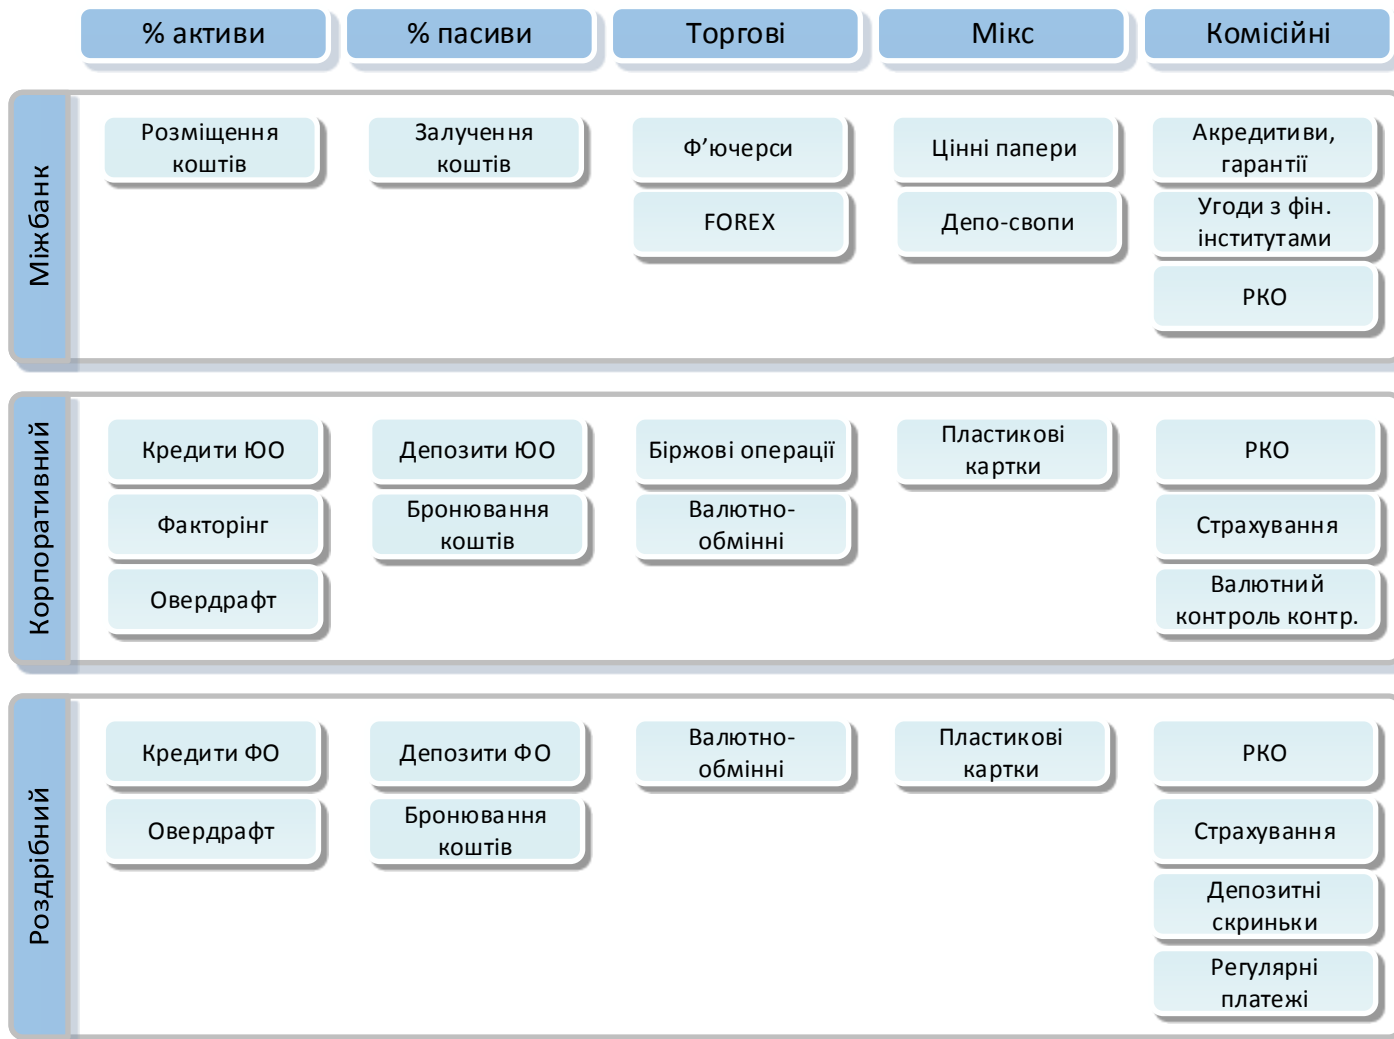 % активи
% пасиви
Торгові
Мікс
Комісійні
Міжбанк
Розміщення
коштів
Залучення
коштів
Ф'ючерси
Цінні папери
Акредитиви,
гарантії
FOREX
Депо-свопи
Угоди з фін.
інститутами
РКО
Корпоративний
Кредити ЮО
Депозити ЮО
Біржові операції
Пластикові
картки
РКО
Факторінг
Бронювання
коштів
Валютно-
обмінні
Страхування
Овердрафт
Валютний
контроль контр.
Роздрібний
Кредити ФО
Депозити ФО
Валютно-
обмінні
Пластикові
картки
РКО
Овердрафт
Бронювання
коштів
Страхування
Депозитні
скриньки
Регулярні
платежі